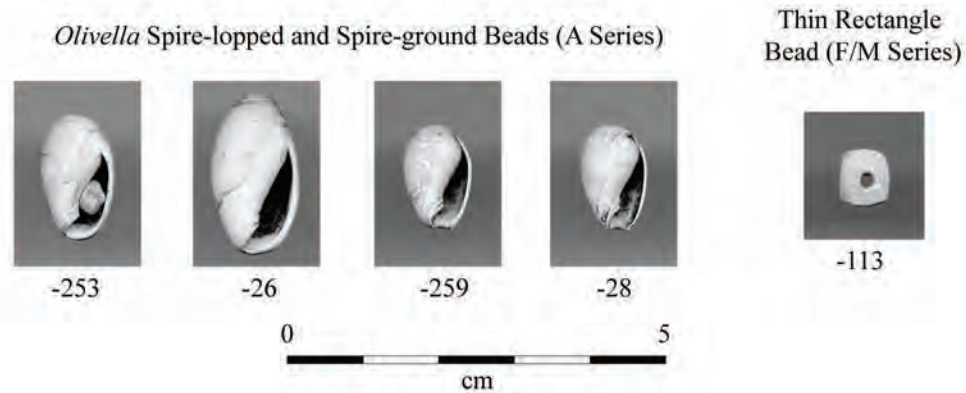 Olivella Spire-lopped and Spire-ground Beads (A Series)
Thin Rectangle
Bead (F/M Series)
-253
-26
-259
-28
-113
0
5
cm